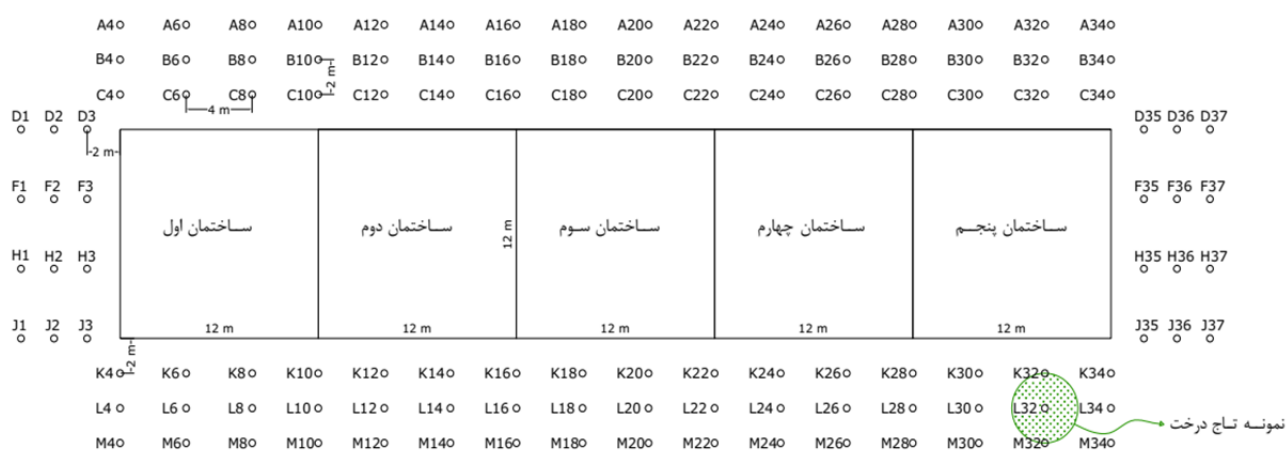 A4 A6 A8 A10 A12 A14 A16 A18 A20 A22 A24 A26 A28 A30 A32 A34
B4 B6 B8 B10 B12 B14 B16 B18 B20 B22 B24 B26 B28 B30 B32 B34
2 m
C4 C6 C8 C10 C12 C14 C16 C18 C20 C22 C24 C26 C28 C30 C32 C34
4 m
D1 D2 D3 D35 D36 D37
2 m
F1 F2 F3 F35 F36 F37
ساختمان اول ساختمان دوم ساختمان سوم ساختمان چهارم ساختمان پنجم
12 m
H1 H2 H3 H35 H36 H37
J1 J2 J3 J35 J36 J37
12 m 12 m 12 m 12 m 12 m
2 m
K4 K6 K8 K10 K12 K14 K16 K18 K20 K22 K24 K26 K28 K30 K32 K34
L4 L6 L8 L10 L12 L14 L16 L18 L20 L22 L24 L26 L28 L30 L32 L34
نمونه تاج درخت
M4 M6 M8 M10 M12 M14 M16 M18 M20 M22 M24 M26 M28 M30 M32 M34